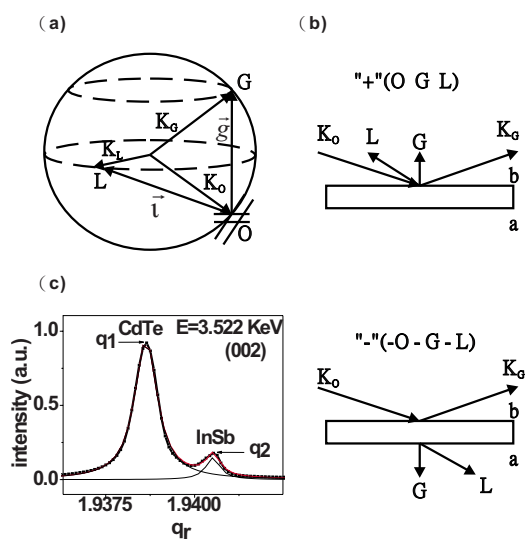 (a)
G
K_G
g
K_L
L
K_O
l
O
(b)
"+"(O G L)
K_O
L
G
K_G
b
a
(c)
1.0
CdTe
E=3.522 KeV
q1
(002)
intensity (a.u.)
0.5
InSb
q2
0.0
1.9375
1.9400
q_r
"-"(-O - G - L)
K_O
K_G
b
a
G
L